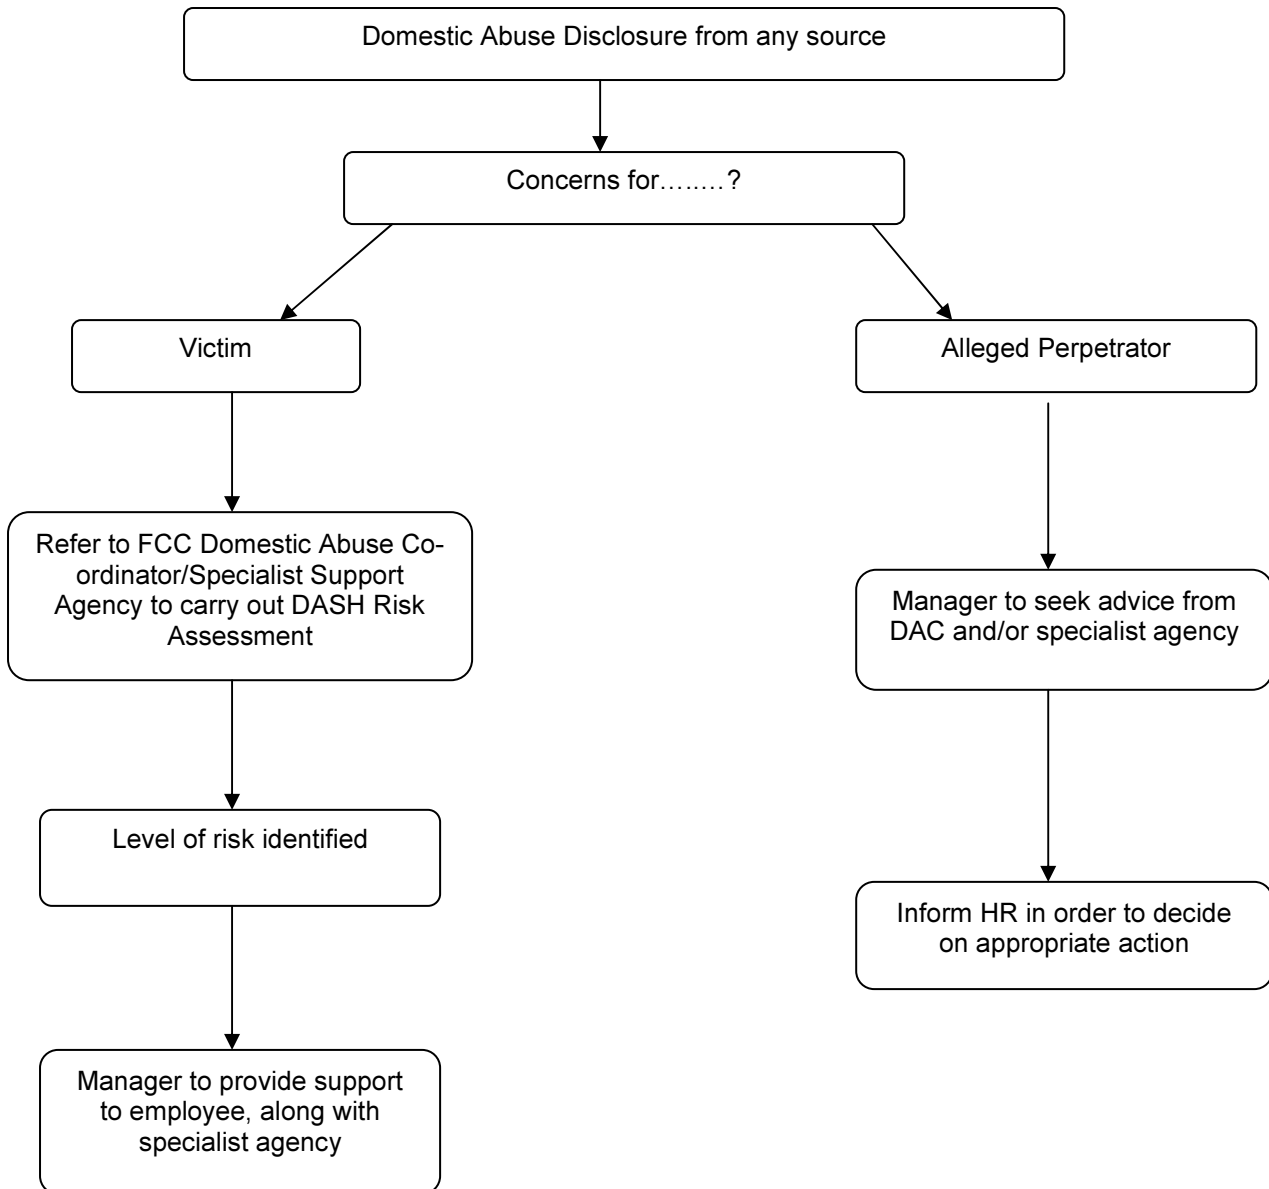 Domestic Abuse Disclosure from any source
Concerns for……..?
Victim
Alleged Perpetrator
Refer to FCC Domestic Abuse Co-
ordinator/Specialist Support
Agency to carry out DASH Risk
Assessment
Manager to seek advice from
DAC and/or specialist agency
Level of risk identified
Inform HR in order to decide
on appropriate action
Manager to provide support
to employee, along with
specialist agency